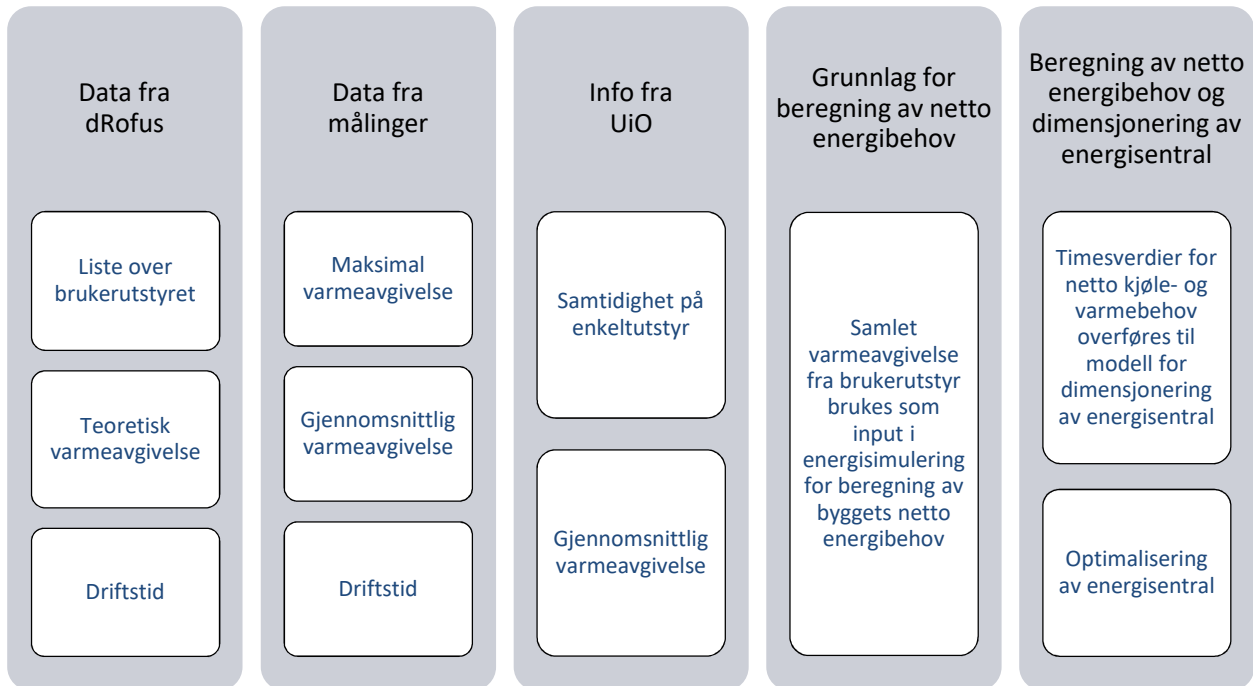 Data fra
dRofus
Liste over
brukerutstyret
Teoretisk
varmeavgivelse
Driftstid
Data fra
målinger
Maksimal
varmeavgivelse
Gjennomsnittlig
varmeavgivelse
Driftstid
Info fra
UiO
Samtidighet på
enkeltutstyr
Gjennomsnittlig
varmeavgivelse
Grunnlag for
beregning av netto
energibehov
Samlet
varmeavgivelse
fra brukerutstyr
brukes som
input i
energisimulering
for beregning av
byggets netto
energibehov
Beregning av netto
energibehov og
dimensjonering av
energisentral
Timesverdier for
netto kjøle- og
varmebehov
overføres til
modell for
dimensjonering
av energisentral
Optimalisering
av energisentral